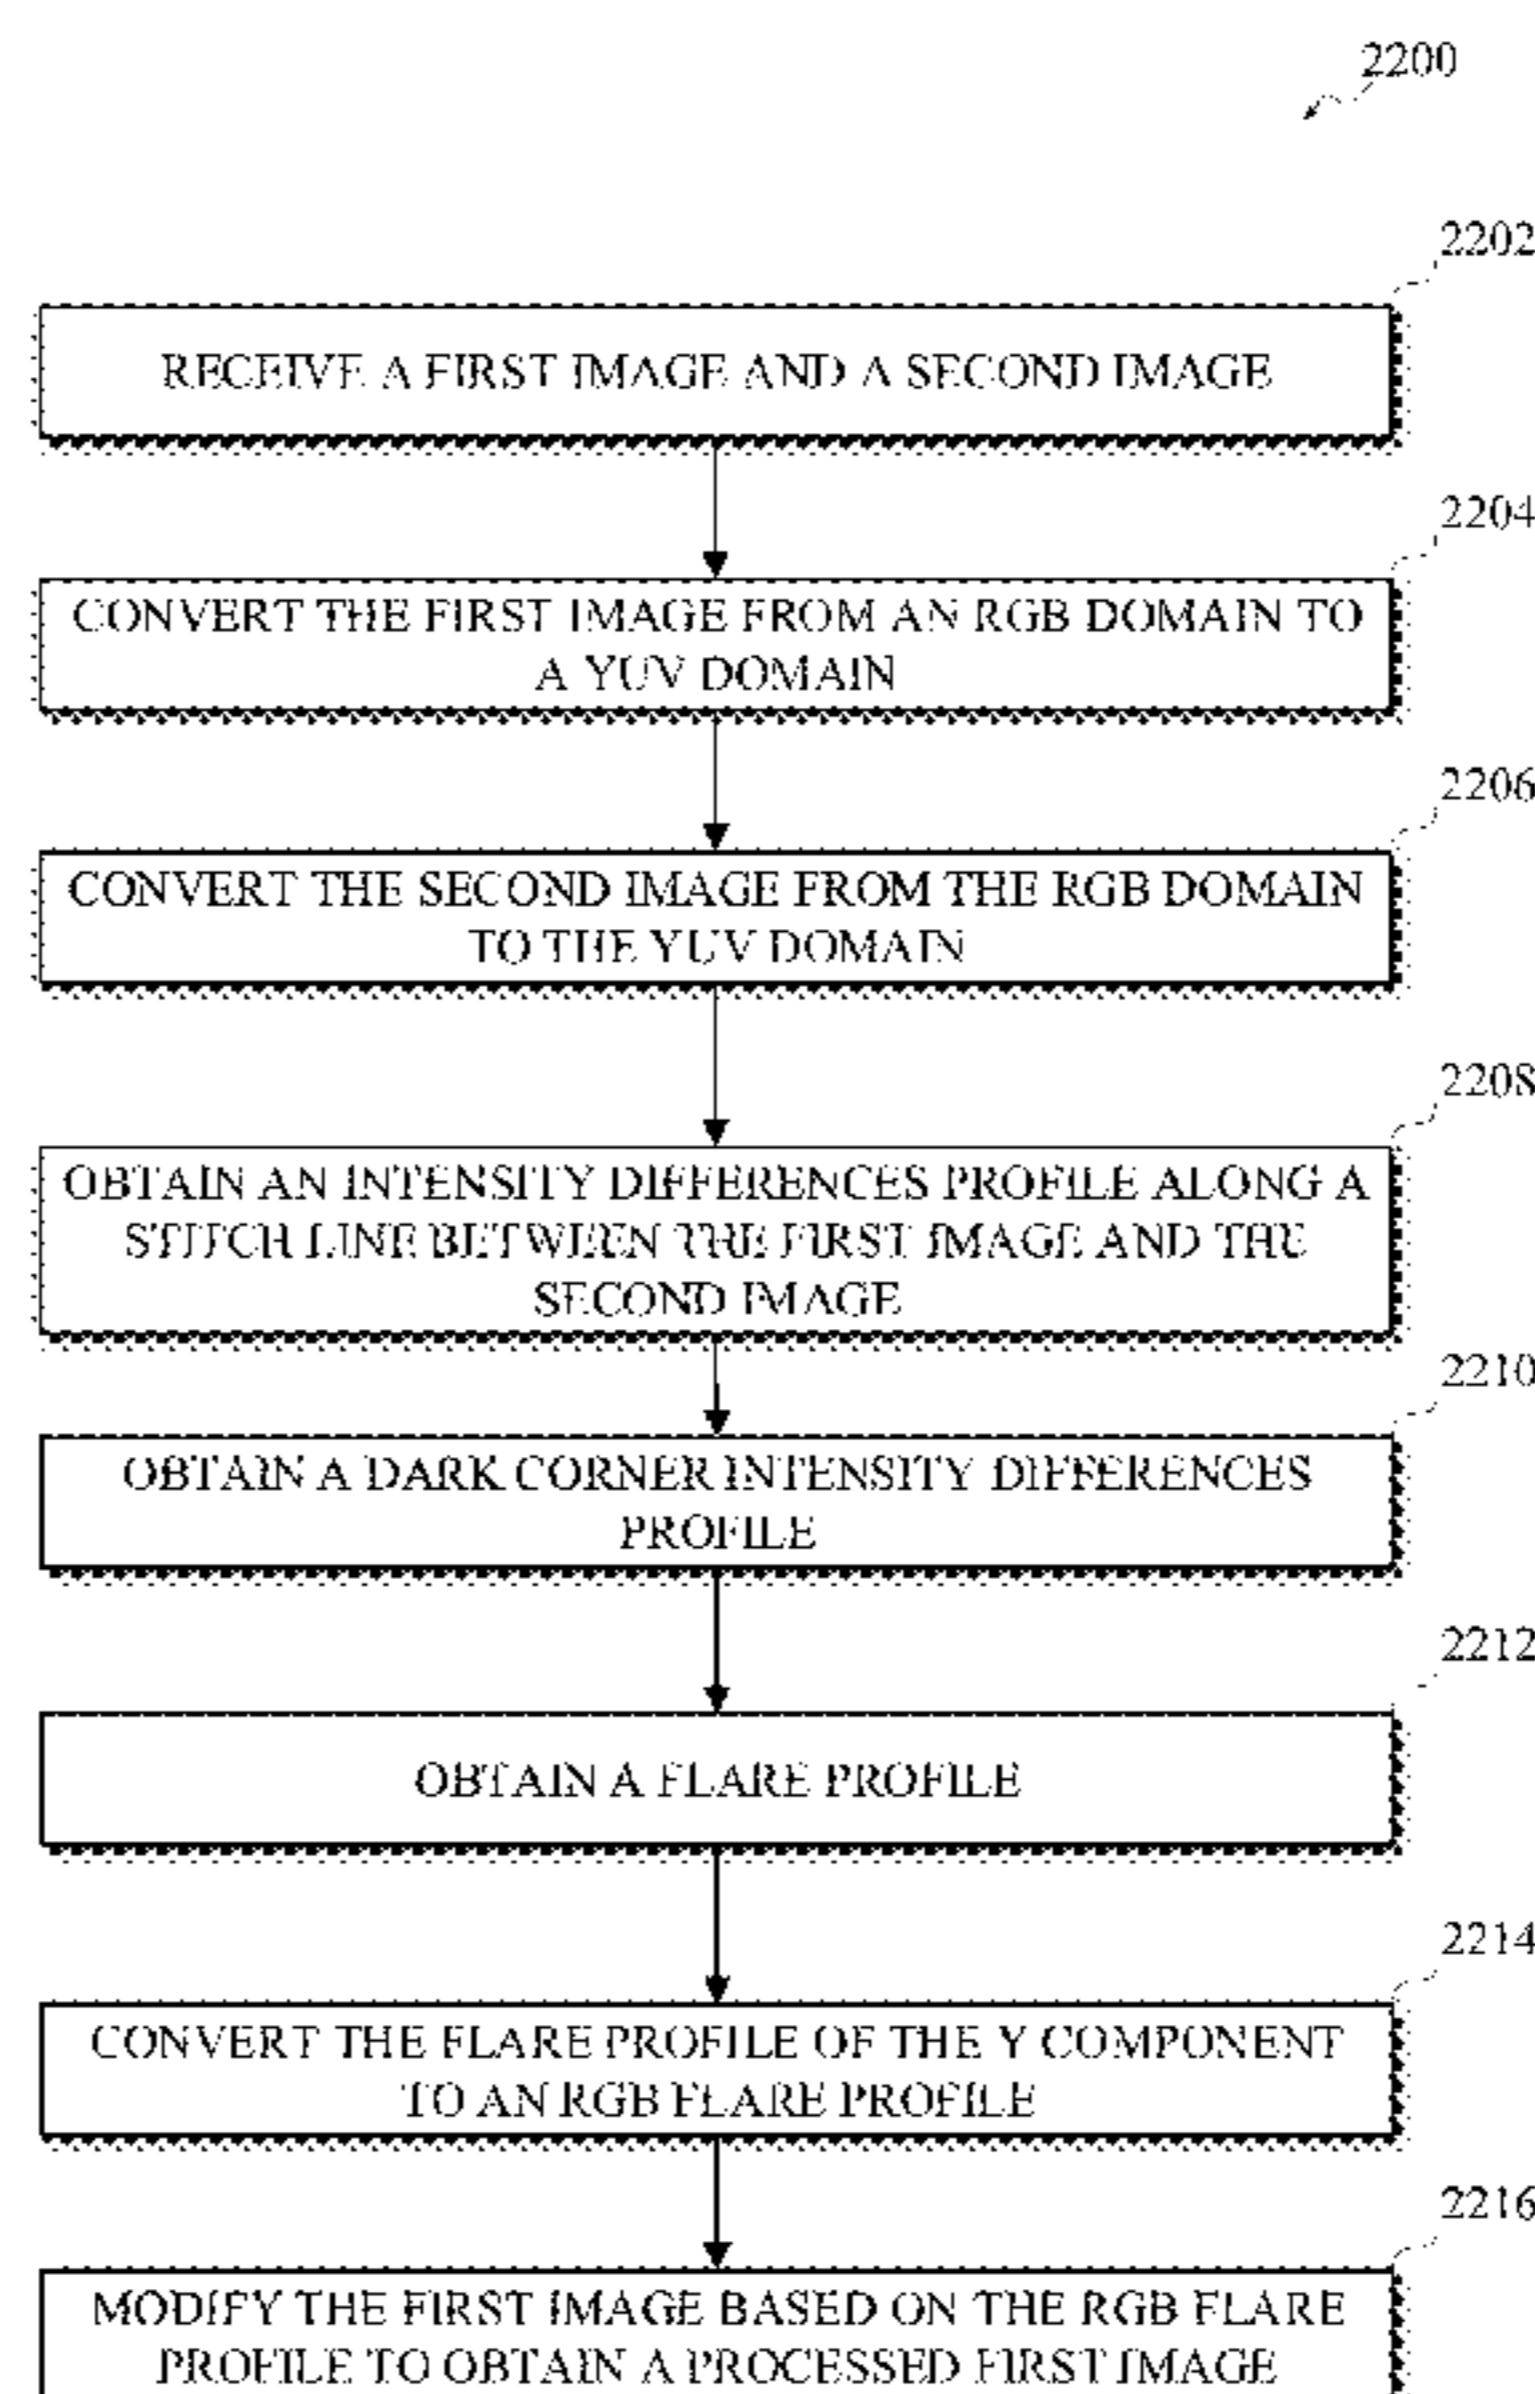 2200
2202
RECEIVE A FIRST IMAGE AND A SECOND IMAGE
2204
CONVERT THE FIRST IMAGE FROM AN RGB DOMAIN TO
A YUV DOMAIN
2206
CONVERT THE SECOND IMAGE FROM THE RGB DOMAIN
TO THE YUV DOMAIN
2208
OBTAIN AN INTENSITY DIFFERENCES PROFILE ALONG A
STITCH LINE BETWEEN THE FIRST IMAGE AND THE
SECOND IMAGE
2210
OBTAIN A DARK CORNER INTENSITY DIFFERENCES
PROFILE
2212
OBTAIN A FLARE PROFILE
2214
CONVERT THE FLARE PROFILE OF THE Y COMPONENT
TO AN RGB FLARE PROFILE
2216
MODIFY THE FIRST IMAGE BASED ON THE RGB FLARE
PROFILE TO OBTAIN A PROCESSED FIRST IMAGE